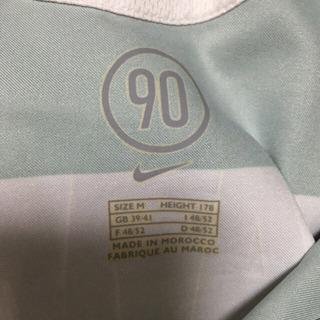 90
SIZE M HEIGHT 178
GB 39/41 I 48/52
F 48/52 D 48/52
MADE IN MOROCCO
FABRIQUE AU MAROC